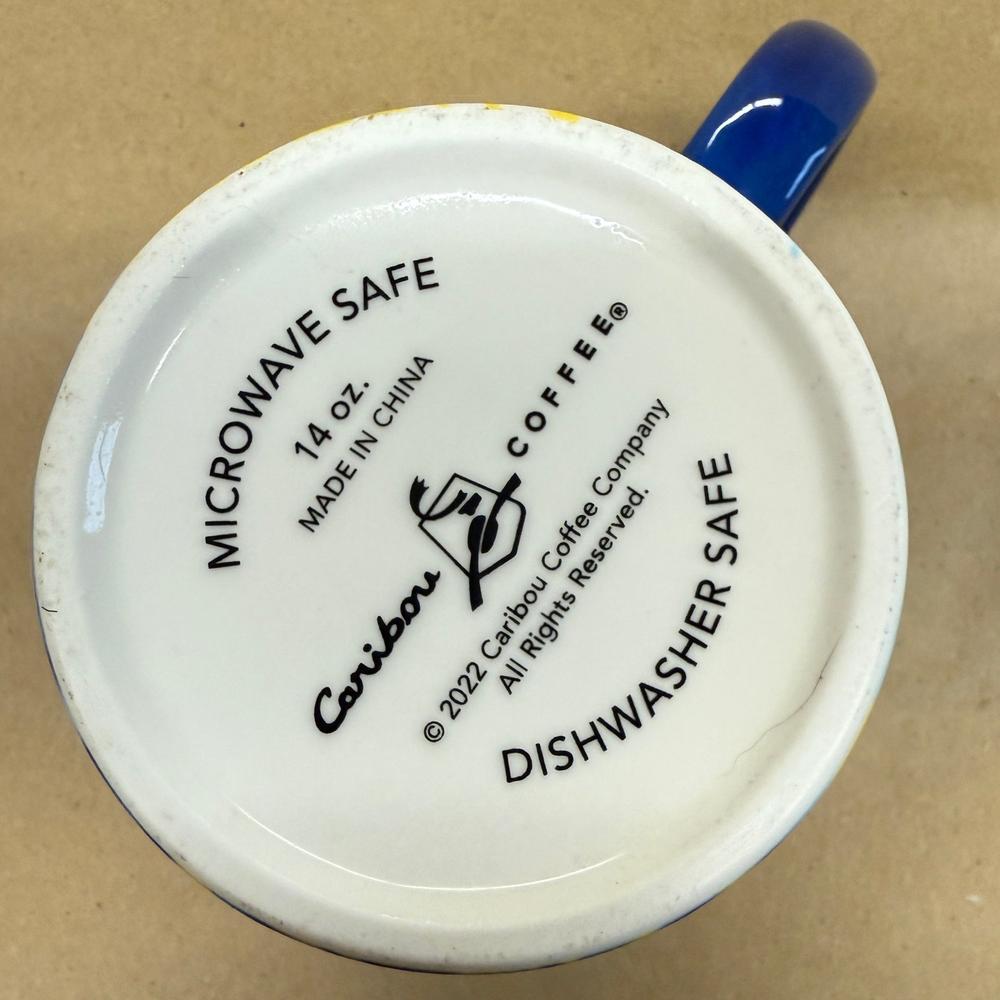 MICROWAVE SAFE
14 oz.
MADE IN CHINA
Caribou COFFEE®
© 2022 Caribou Coffee Company
All Rights Reserved.
DISHWASHER SAFE